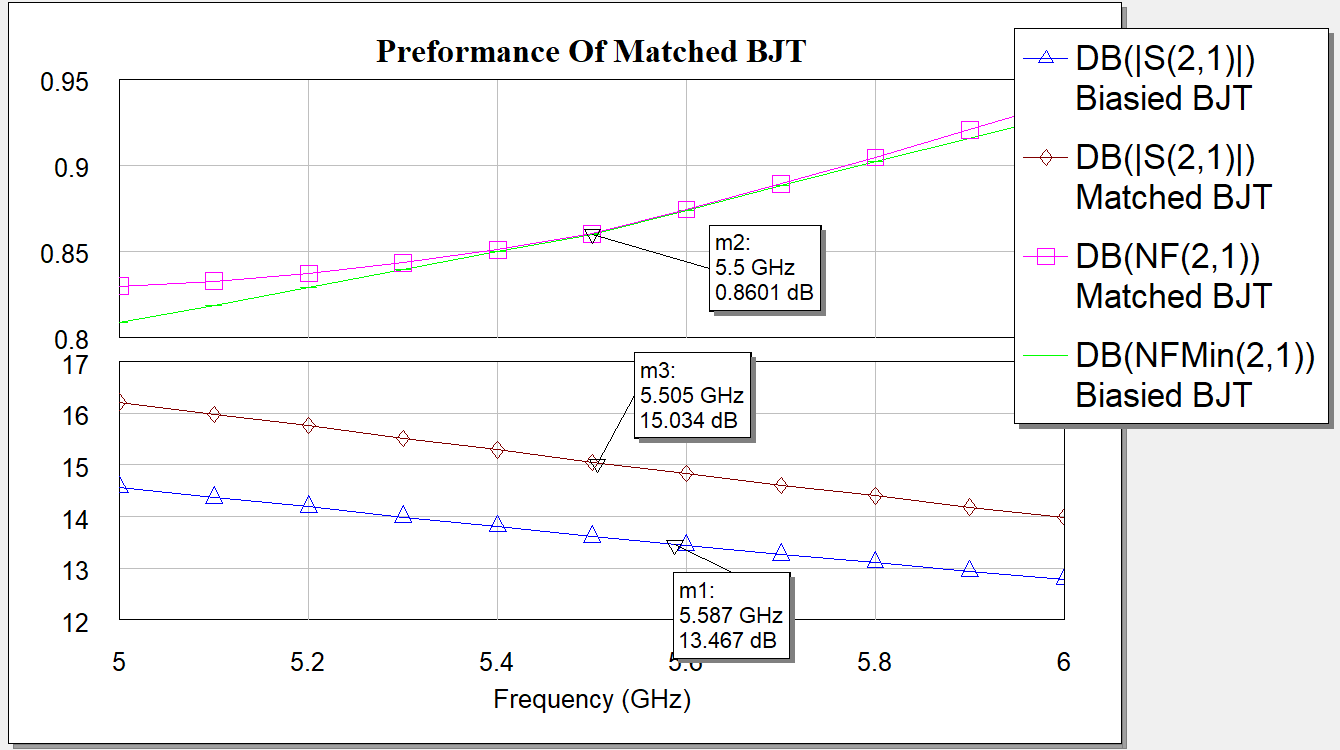 Preformance Of Matched BJT
DB(|S(2,1)|)
Biasied BJT
DB(|S(2,1)|)
Matched BJT
DB(NF(2,1))
Matched BJT
DB(NFMin(2,1))
Biasied BJT
0.95
0.9
0.85
0.8
m2:
5.5 GHz
0.8601 dB
17
16
15
14
13
12
m3:
5.505 GHz
15.034 dB
m1:
5.587 GHz
13.467 dB
5 5.2 5.4 5.6 5.8 6
Frequency (GHz)